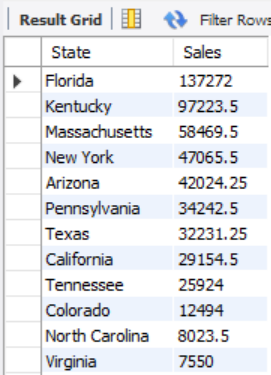 Result Grid Filter Rows
State Sales
Florida 137272
Kentucky 97223.5
Massachusetts 58469.5
New York 47065.5
Arizona 42024.25
Pennsylvania 34242.5
Texas 32231.25
California 29154.5
Tennessee 25924
Colorado 12494
North Carolina 8023.5
Virginia 7550